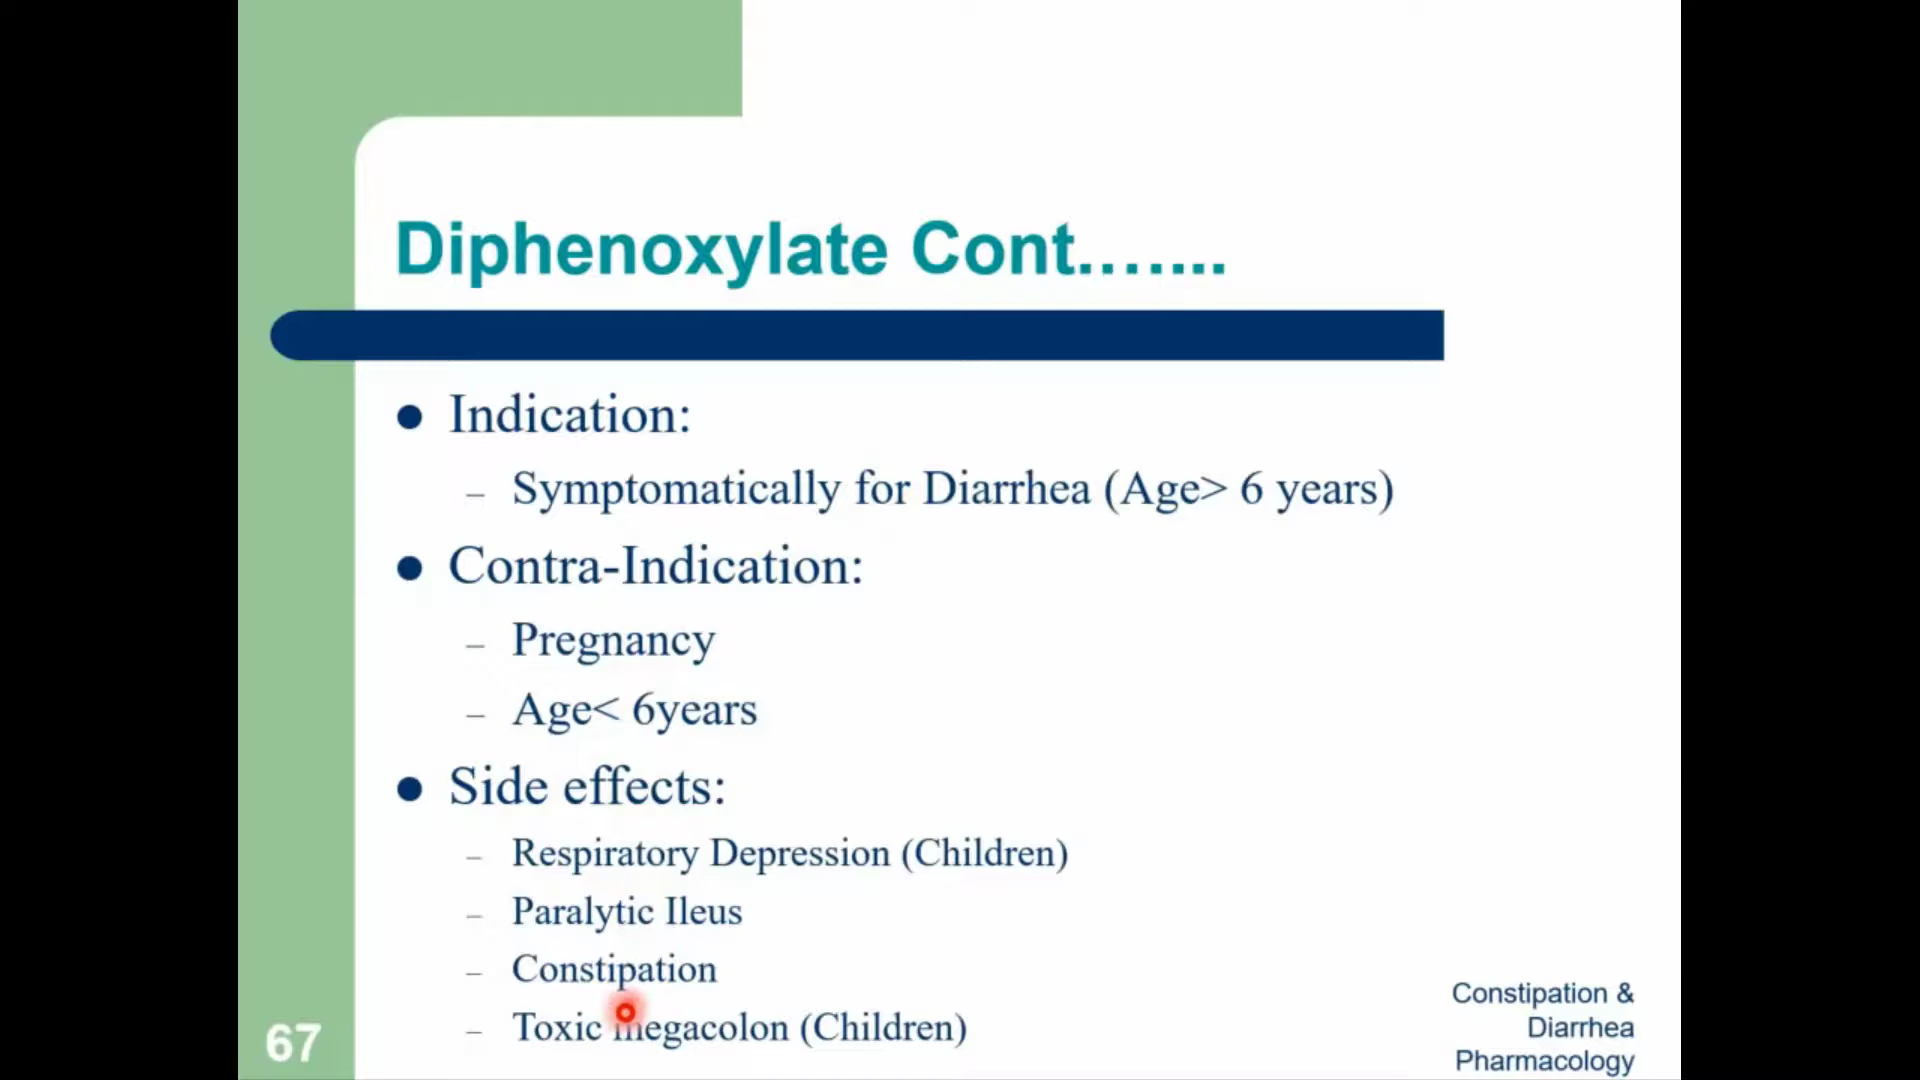 Diphenoxylate Cont…....
● Indication:
– Symptomatically for Diarrhea (Age> 6 years)
● Contra-Indication:
– Pregnancy
– Age< 6years
● Side effects:
– Respiratory Depression (Children)
– Paralytic Ileus
– Constipation
– Toxic megacolon (Children)
67
Constipation &
Diarrhea
Pharmacology